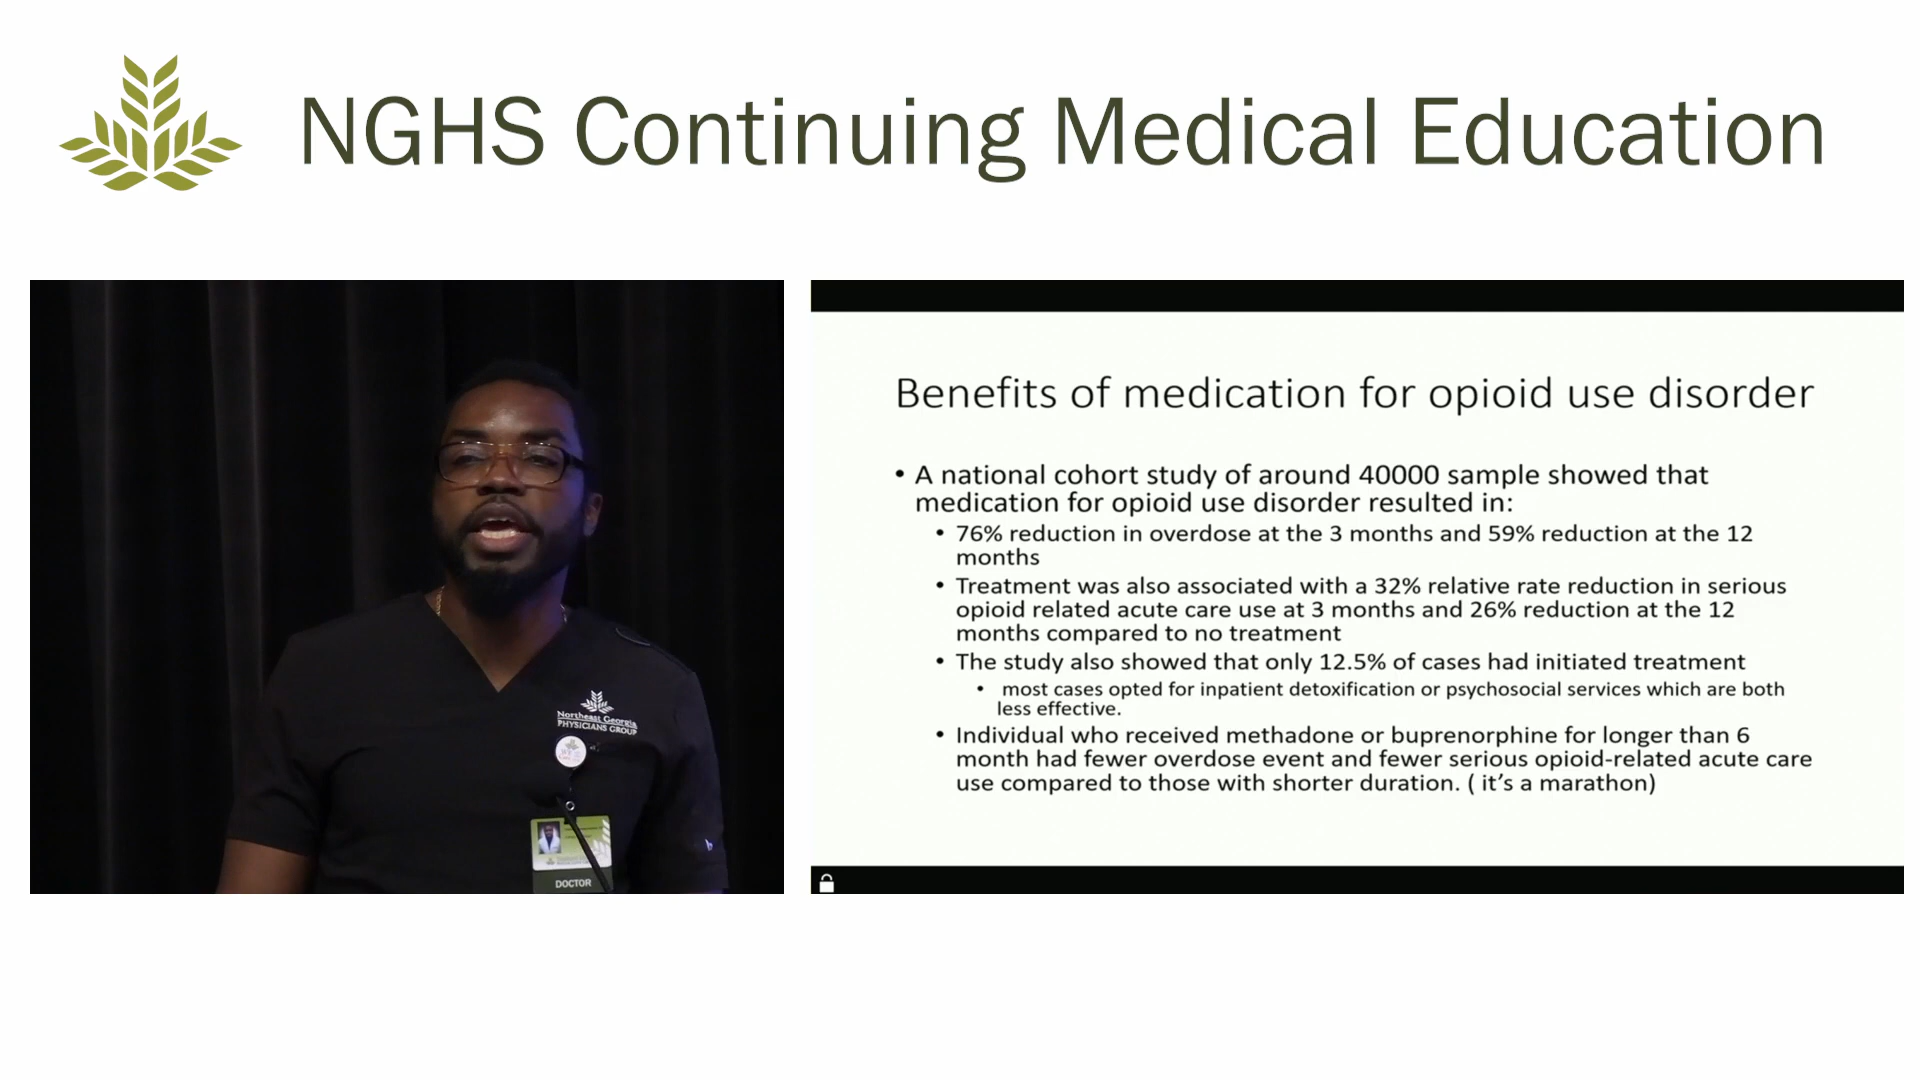 NGHS Continuing Medical Education
Northeast Georgia
PHYSICIANS GROUP
DOCTOR
Benefits of medication for opioid use disorder
• A national cohort study of around 40000 sample showed that
medication for opioid use disorder resulted in:
• 76% reduction in overdose at the 3 months and 59% reduction at the 12
months
• Treatment was also associated with a 32% relative rate reduction in serious
opioid related acute care use at 3 months and 26% reduction at the 12
months compared to no treatment
• The study also showed that only 12.5% of cases had initiated treatment
• most cases opted for inpatient detoxification or psychosocial services which are both
less effective.
• Individual who received methadone or buprenorphine for longer than 6
month had fewer overdose event and fewer serious opioid-related acute care
use compared to those with shorter duration. ( it’s a marathon)